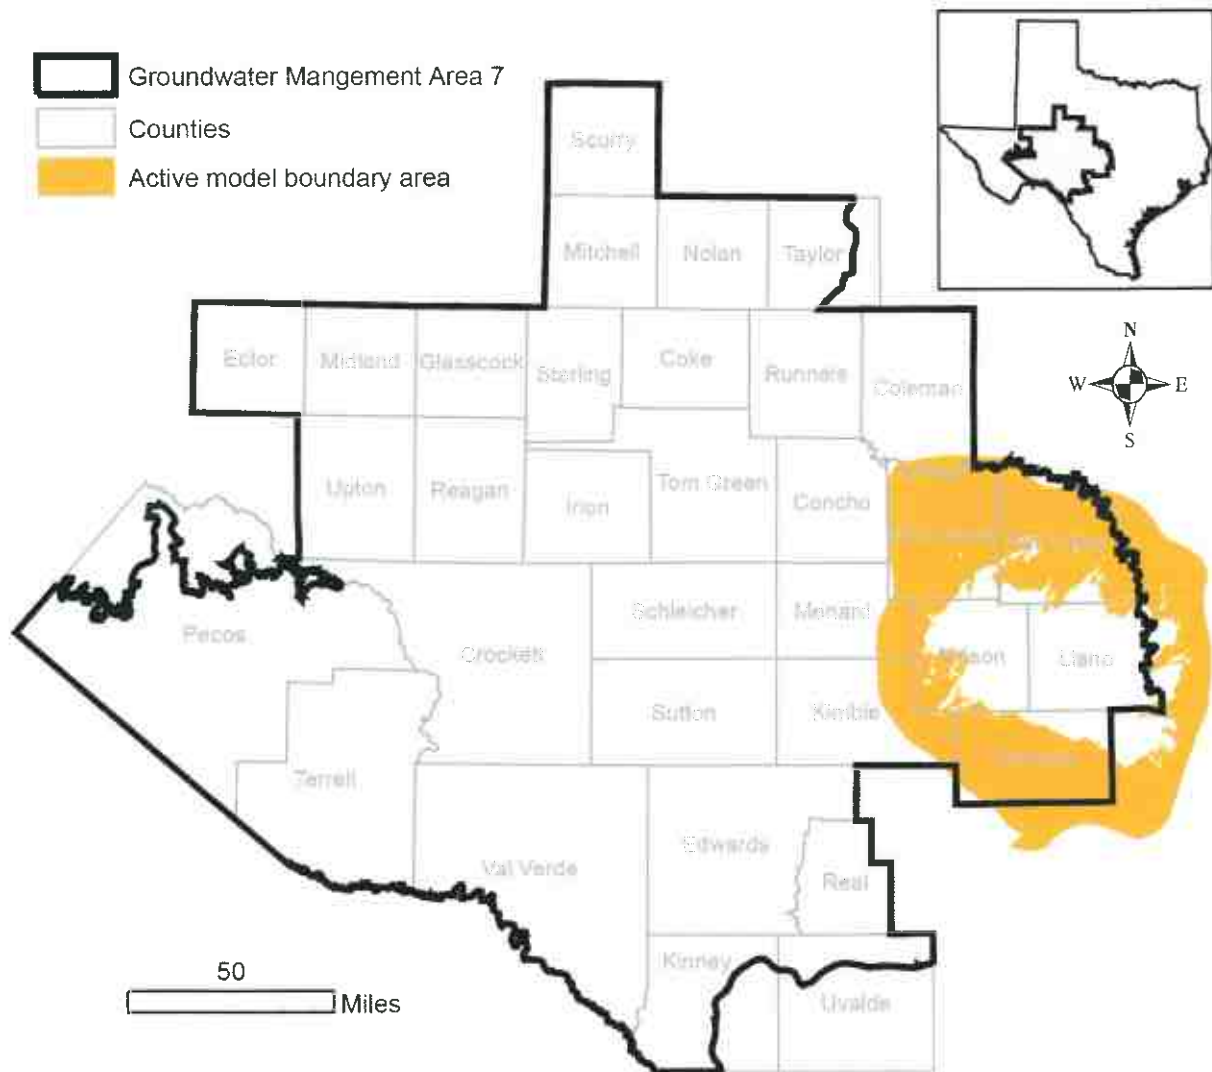 Groundwater Mangement Area 7
Counties
Active model boundary area
Scurry
Mitchell
Nolan
Taylor
N
W
E
S
Ector
Midland
Glasscock
Sterling
Coke
Runnels
Coleman
Upton
Reagan
Irion
Tom Green
Concho
Pecos
Crockett
Schleicher
Menard
Mason
Llano
Sutton
Kimble
Terrell
Val Verde
Edwards
Real
Kinney
Uvalde
50
Miles